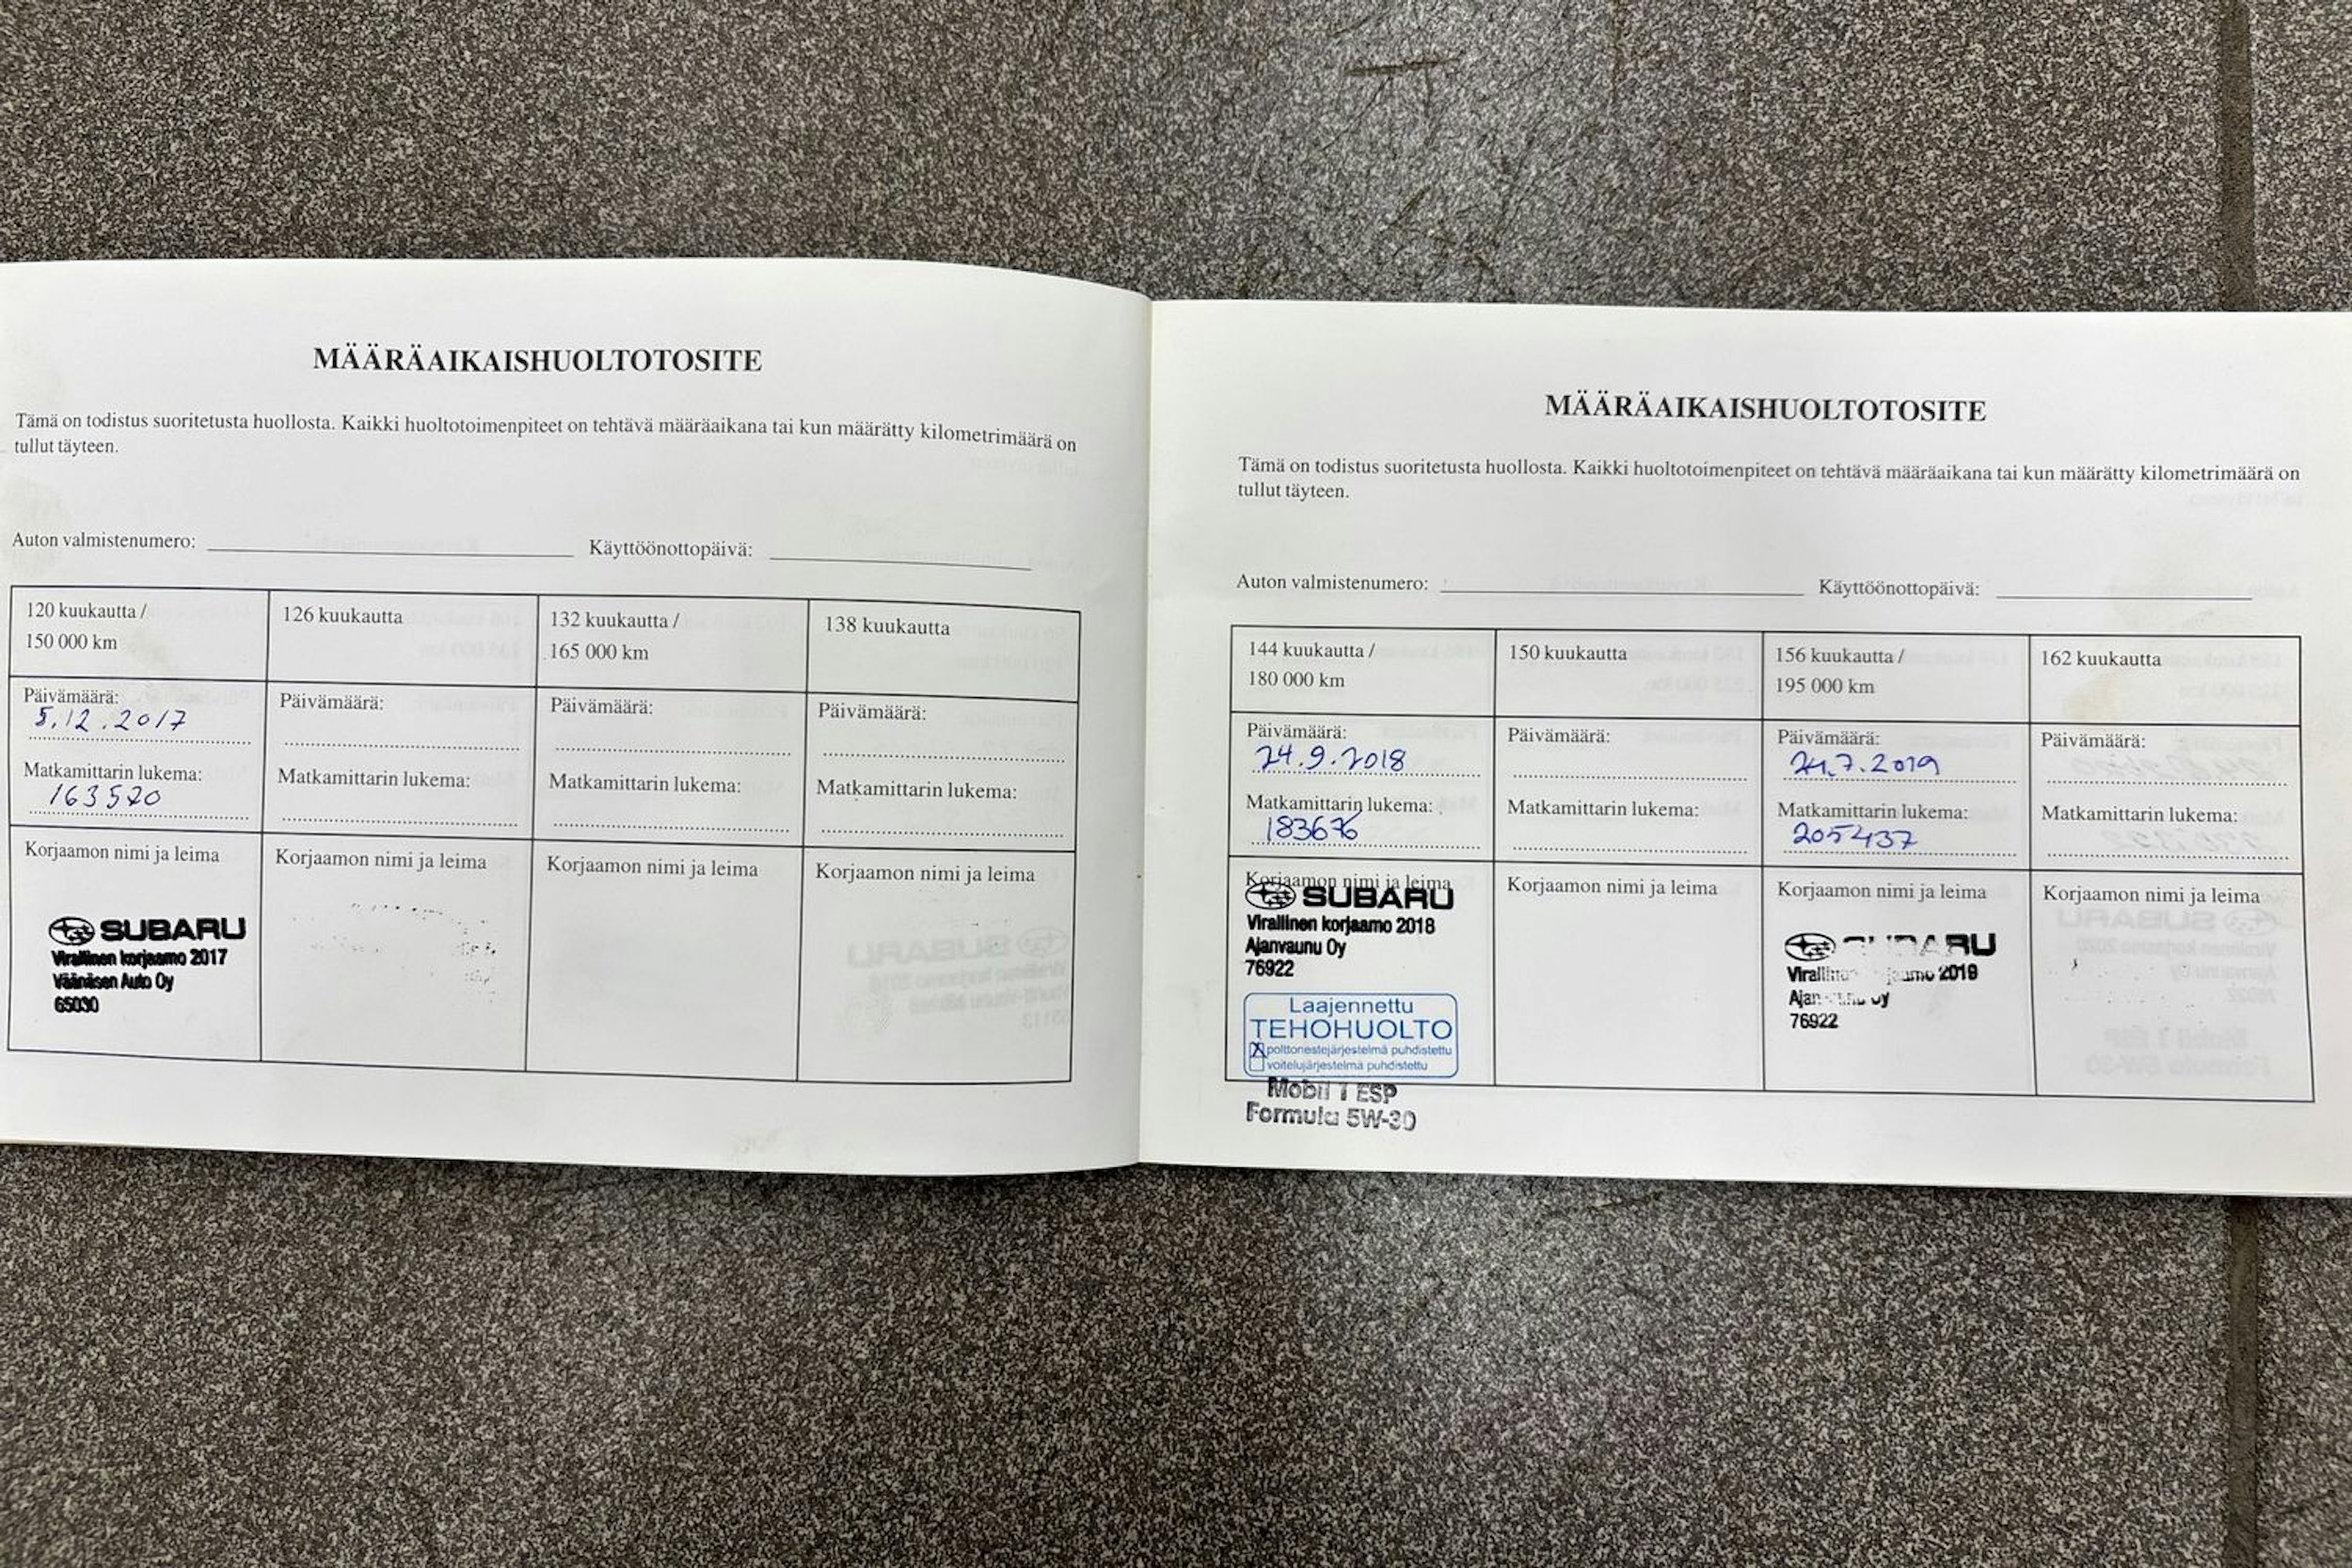 MÄÄRÄAIKAISHUOLTOTOSITE
Tämä on todistus suoritetusta huollosta. Kaikki huoltotoimenpiteet on tehtävä määräaikana tai kun määrätty kilometrimäärä on
tullut täyteen.
Auton valmistenumero: Käyttöönottopäivä:
120 kuukautta /
150 000 km
Päivämäärä:
5.12.2017
Matkamittarin lukema:
163520
Korjaamon nimi ja leima
SUBARU
Virallinen korjaamo 2017
Väänäsen Auto Oy
65030
126 kuukautta
Päivämäärä:
Matkamittarin lukema:
Korjaamon nimi ja leima
132 kuukautta /
165 000 km
Päivämäärä:
Matkamittarin lukema:
Korjaamon nimi ja leima
138 kuukautta
Päivämäärä:
Matkamittarin lukema:
Korjaamon nimi ja leima
MÄÄRÄAIKAISHUOLTOTOSITE
Tämä on todistus suoritetusta huollosta. Kaikki huoltotoimenpiteet on tehtävä määräaikana tai kun määrätty kilometrimäärä on
tullut täyteen.
Auton valmistenumero: Käyttöönottopäivä:
144 kuukautta /
180 000 km
Päivämäärä:
24.9.2018
Matkamittarin lukema:
183676
Korjaamon nimi ja leima
SUBARU
Virallinen korjaamo 2018
Ajanvaunu Oy
76922
Laajennettu
TEHOHUOLTO
X polttonestejärjestelmä puhdistettu
voitelujärjestelmä puhdistettu
Mobil 1 ESP
Formula 5W-30
150 kuukautta
Päivämäärä:
Matkamittarin lukema:
Korjaamon nimi ja leima
156 kuukautta /
195 000 km
Päivämäärä:
24.7.2019
Matkamittarin lukema:
205437
Korjaamon nimi ja leima
SUBARU
Virallinen korjaamo 2019
Ajanvaunu Oy
76922
162 kuukautta
Päivämäärä:
Matkamittarin lukema:
Korjaamon nimi ja leima